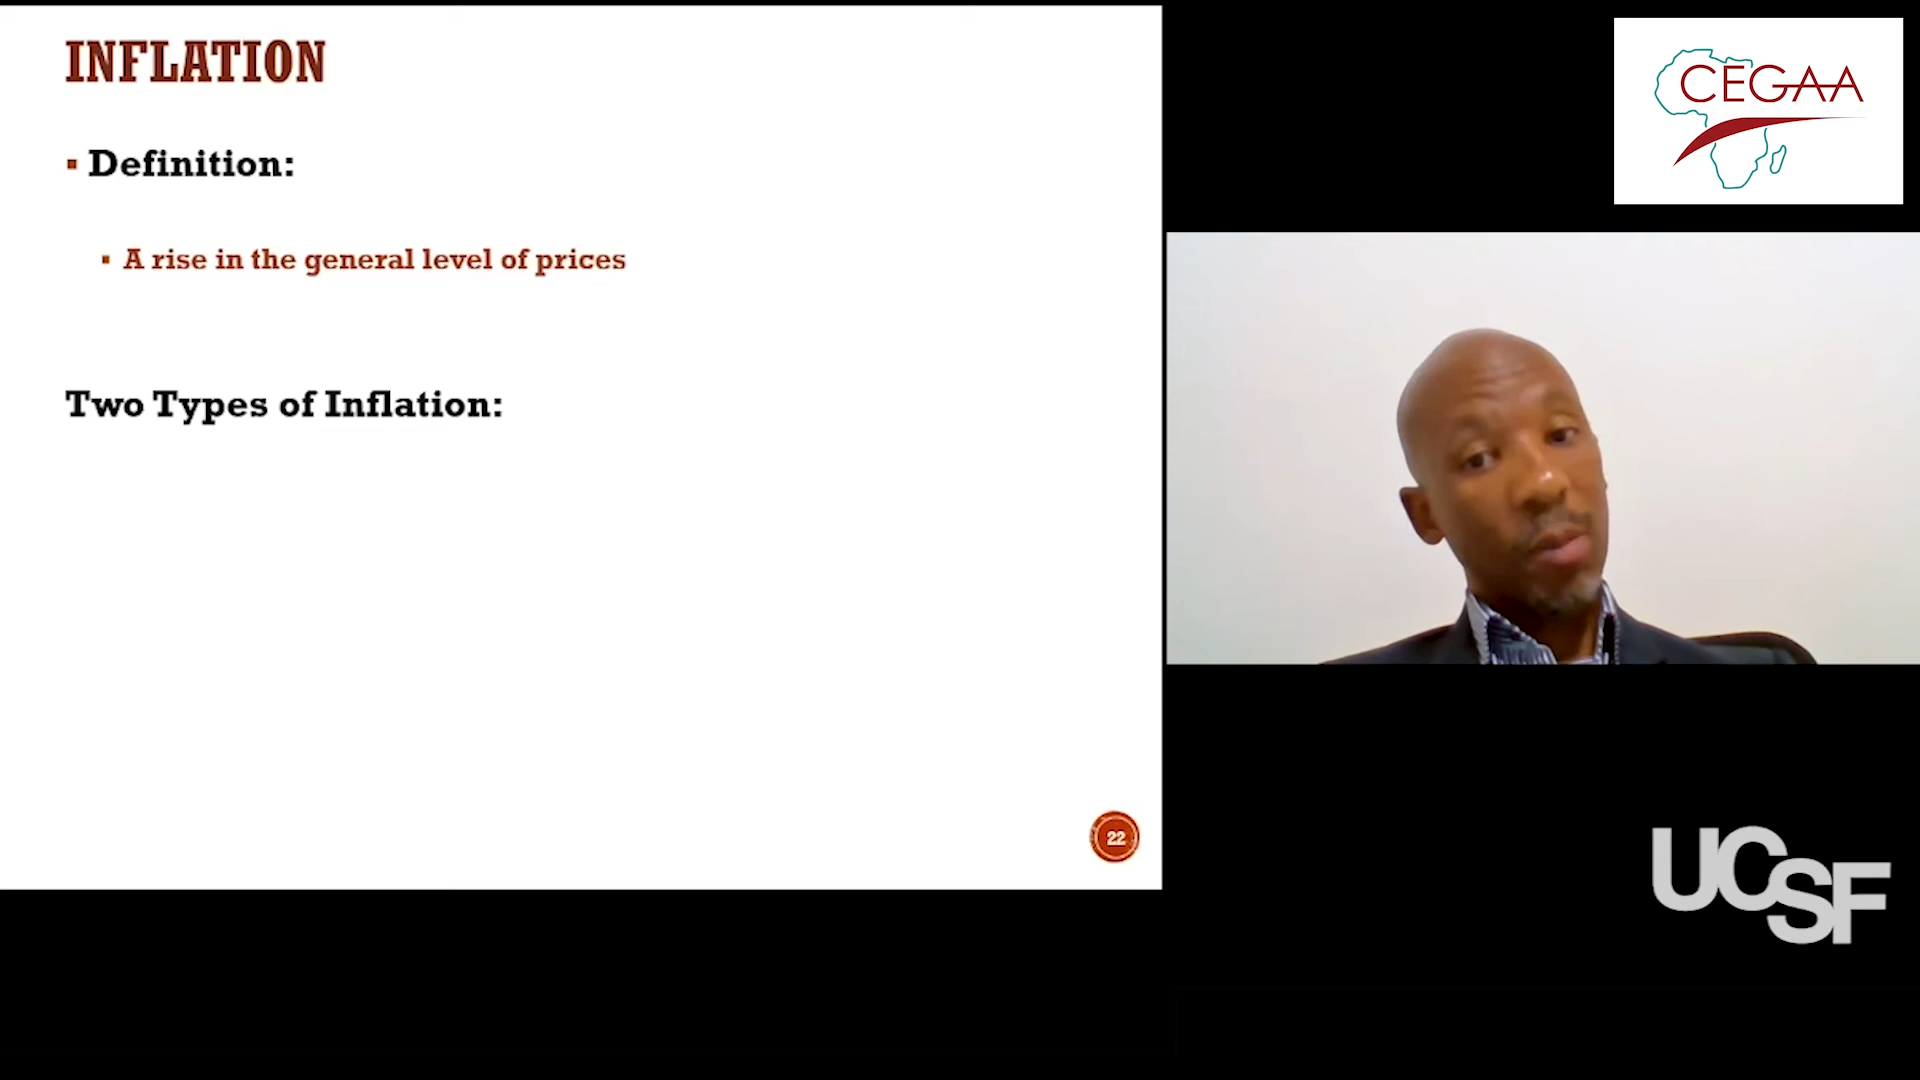 INFLATION
Definition:
A rise in the general level of prices
Two Types of Inflation:
22
CEGAA
UCSF